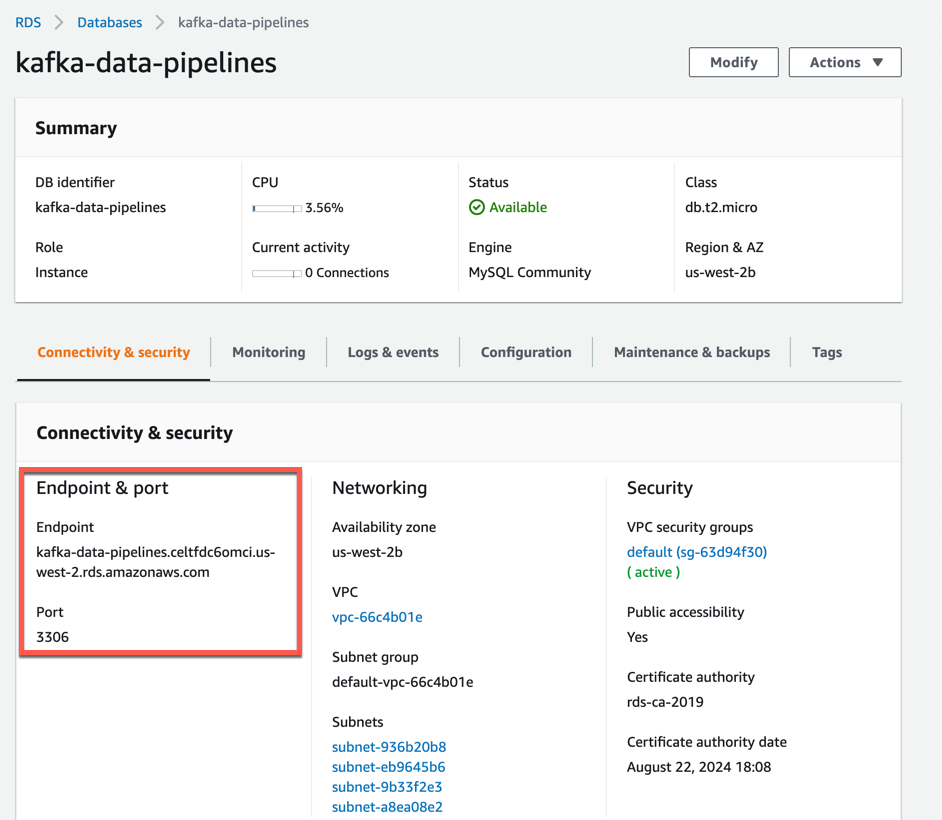 RDS > Databases > kafka-data-pipelines
kafka-data-pipelines
Modify
Actions
Summary
DB identifier
kafka-data-pipelines
CPU
3.56%
Status
Available
Class
db.t2.micro
Role
Instance
Current activity
0 Connections
Engine
MySQL Community
Region & AZ
us-west-2b
Connectivity & security
Monitoring
Logs & events
Configuration
Maintenance & backups
Tags
Connectivity & security
Endpoint & port
Endpoint
kafka-data-pipelines.celtfdc6omci.us-
west-2.rds.amazonaws.com
Port
3306
Networking
Availability zone
us-west-2b
VPC
vpc-66c4b01e
Subnet group
default-vpc-66c4b01e
Subnets
subnet-936b20b8
subnet-eb9645b6
subnet-9b33f2e3
subnet-a8ea08e2
Security
VPC security groups
default (sg-63d94f30)
( active )
Public accessibility
Yes
Certificate authority
rds-ca-2019
Certificate authority date
August 22, 2024 18:08